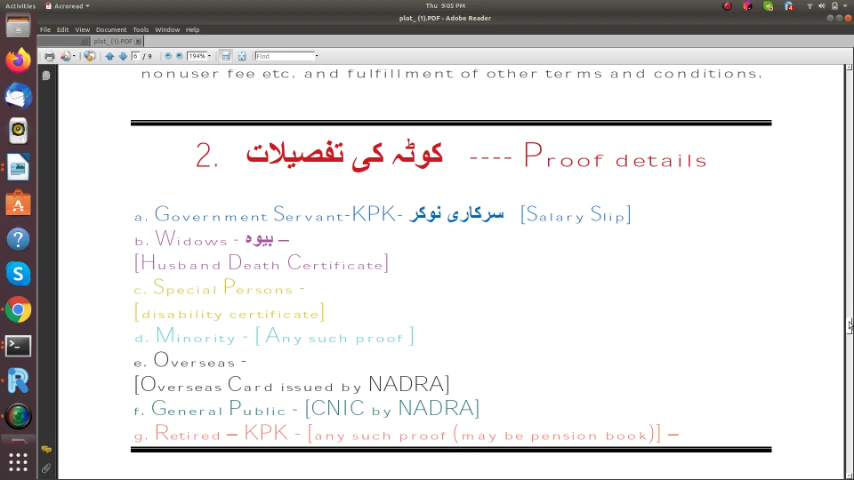 Activities
Acroread
Thu 9:05 PM
plot_ (1).PDF - Adobe Reader
File Edit View Document Tools Window Help
plot_ (1).PDF
6 / 9 194% Find
nonuser fee etc. and fulfillment of other terms and conditions.
2. کوٹہ کی تفصیلات ---- Proof details
a. Government Servant-KPK- سرکاری نوکر [Salary Slip]
b. Widows - بیوہ –
[Husband Death Certificate]
c. Special Persons -
[disability certificate]
d. Minority - [ Any such proof ]
e. Overseas -
[Overseas Card issued by NADRA]
f. General Public - [CNIC by NADRA]
g. Retired – KPK - [any such proof (may be pension book)] –